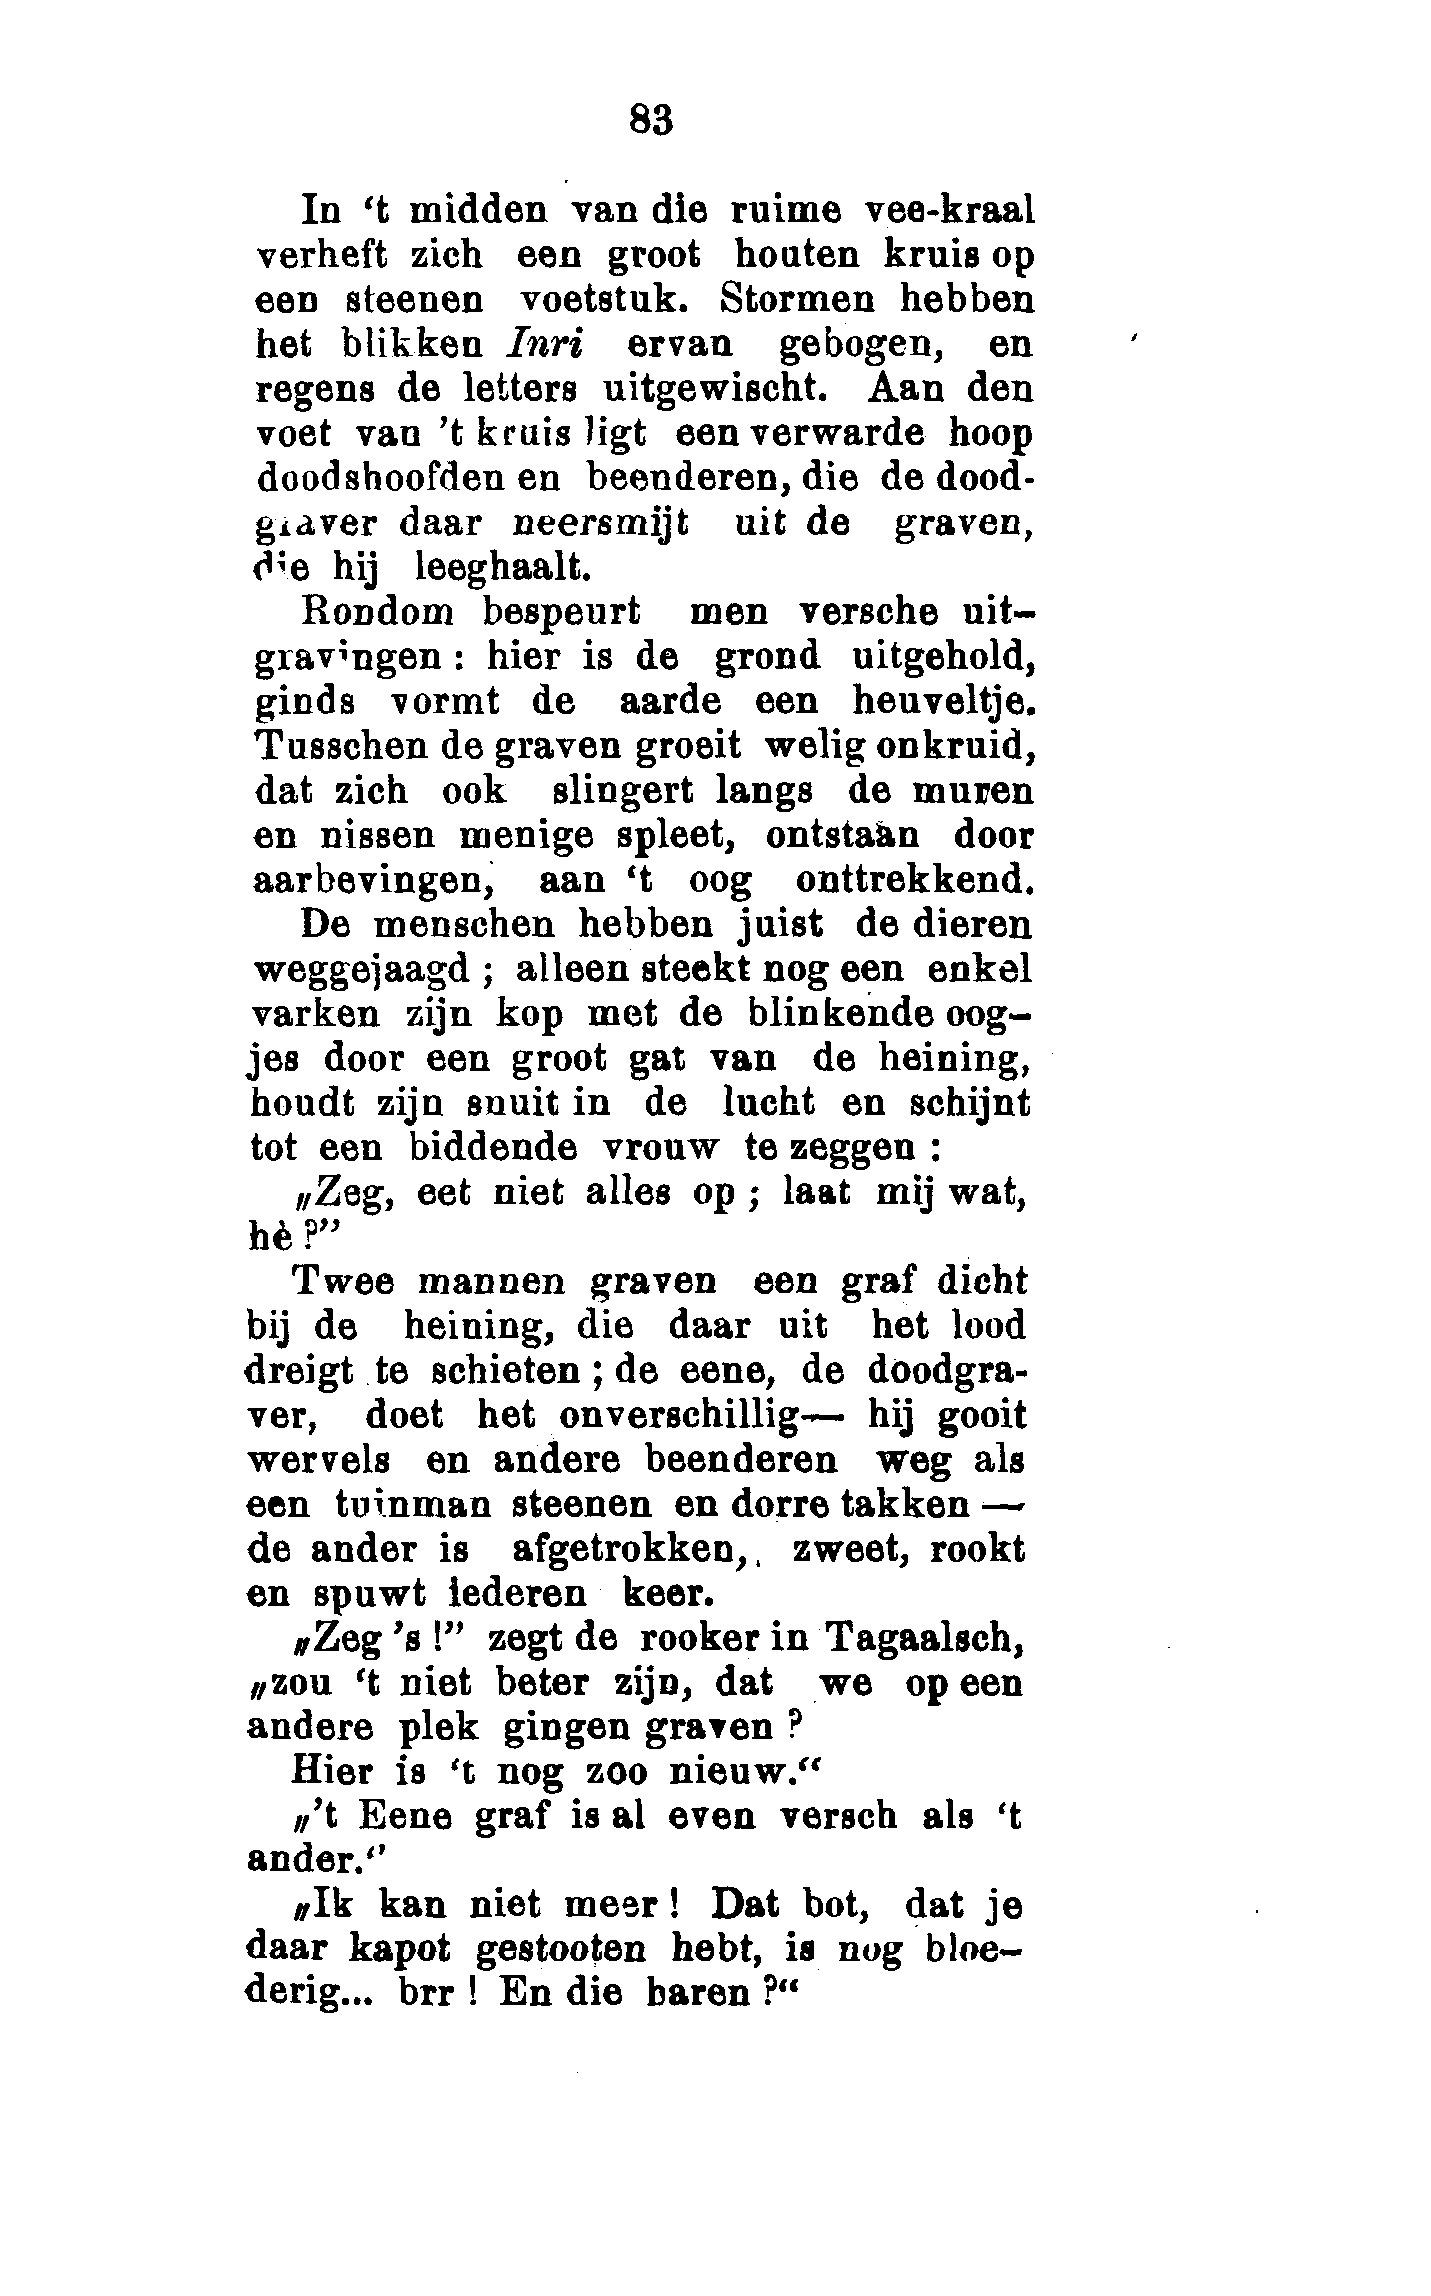 83
In ‘t midden van die ruime vee-kraal
verheft zich een groot houten kruis op
een steenen voetstuk. Stormen hebben
het blikken Inri ervan gebogen, en
regens de letters uitgewischt. Aan den
voet van ’t kruis ligt een verwarde hoop
doodshoofden en beenderen, die de dood-
graver daar neersmijt uit de graven,
die hij leeghaalt.
Rondom bespeurt men versche uit-
gravingen : hier is de grond uitgehold,
ginds vormt de aarde een heuveltje.
Tusschen de graven groeit welig onkruid,
dat zich ook slingert langs de muren
en nissen menige spleet, ontstaàn door
aarbevingen, aan ‘t oog onttrekkend.
De menschen hebben juist de dieren
weggejaagd ; alleen steekt nog een enkel
varken zijn kop met de blinkende oog-
jes door een groot gat van de heining,
houdt zijn snuit in de lucht en schijnt
tot een biddende vrouw te zeggen :
„Zeg, eet niet alles op ; laat mij wat,
hè ?”
Twee mannen graven een graf dicht
bij de heining, die daar uit het lood
dreigt te schieten ; de eene, de doodgra-
ver, doet het onverschillig— hij gooit
wervels en andere beenderen weg als
een tuinman steenen en dorre takken —
de ander is afgetrokken, zweet, rookt
en spuwt iederen keer.
„Zeg ’s !” zegt de rooker in Tagaalsch,
„zou ‘t niet beter zijn, dat we op een
andere plek gingen graven ?
Hier is ‘t nog zoo nieuw.“
„’t Eene graf is al even versch als ‘t
ander.‘’
„Ik kan niet meer ! Dat bot, dat je
daar kapot gestooten hebt, is nog bloe-
derig... brr ! En die haren ?“